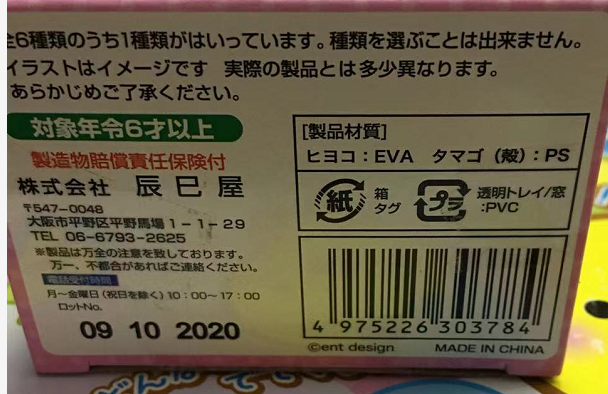 全6種類のうち1種類がはいっています。種類を選ぶことは出来ません。
イラストはイメージです 実際の製品とは多少異なります。
あらかじめご了承ください。
対象年令6才以上
製造物賠償責任保険付
株式会社 辰巳屋
〒547-0048
大阪市平野区平野馬場1-1-29
TEL 06-6793-2625
※製品は万全の注意を致しております。
万一、不都合があればご連絡ください。
電話受付時間
月～金曜日(祝日を除く)10:00～17:00
ロットNo.
09 10 2020
[製品材質]
ヒヨコ:EVA タマゴ(殻):PS
紙 箱
タグ
プラ 透明トレイ/窓
:PVC
4 975226 303784
©ent design MADE IN CHINA
どんな